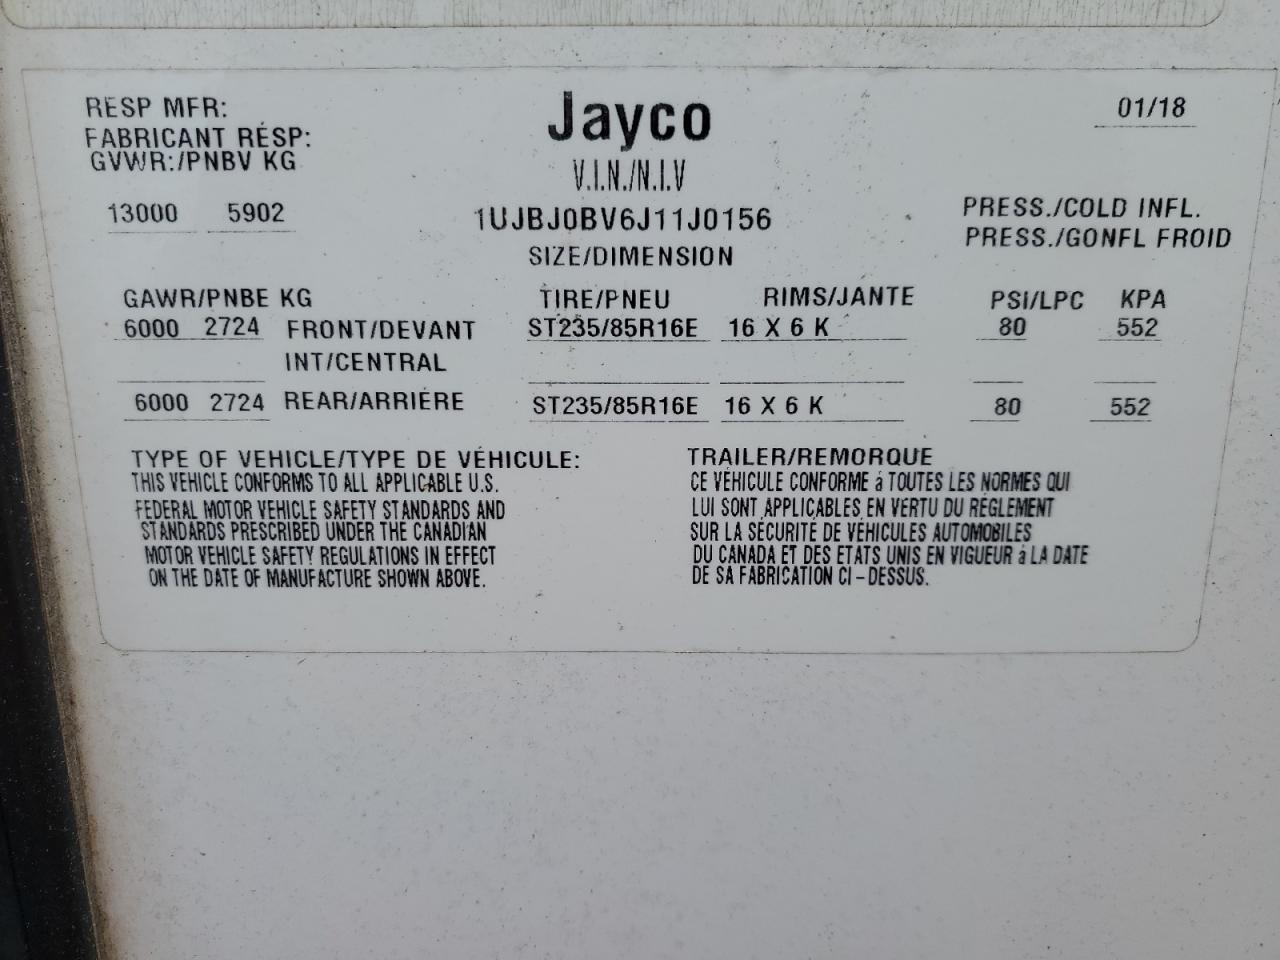 RESP MFR: Jayco 01/18
FABRICANT RÉSP:
GVWR:/PNBV KG V.I.N./N.I.V
13000 5902 1UJBJ0BV6J11J0156 PRESS./COLD INFL.
SIZE/DIMENSION PRESS./GONFL FROID
GAWR/PNBE KG TIRE/PNEU RIMS/JANTE PSI/LPC KPA
6000 2724 FRONT/DEVANT ST235/85R16E 16 X 6 K 80 552
INT/CENTRAL
6000 2724 REAR/ARRIÈRE ST235/85R16E 16 X 6 K 80 552
TYPE OF VEHICLE/TYPE DE VÉHICULE: TRAILER/REMORQUE
THIS VEHICLE CONFORMS TO ALL APPLICABLE U.S.
FEDERAL MOTOR VEHICLE SAFETY STANDARDS AND
STANDARDS PRESCRIBED UNDER THE CANADIAN
MOTOR VEHICLE SAFETY REGULATIONS IN EFFECT
ON THE DATE OF MANUFACTURE SHOWN ABOVE.
CE VÉHICULE CONFORME à TOUTES LES NORMES QUI
LUI SONT APPLICABLES EN VERTU DU RÉGLEMENT
SUR LA SÉCURITÉ DE VÉHICULES AUTOMOBILES
DU CANADA ET DES ETATS UNIS EN VIGUEUR à LA DATE
DE SA FABRICATION CI-DESSUS.